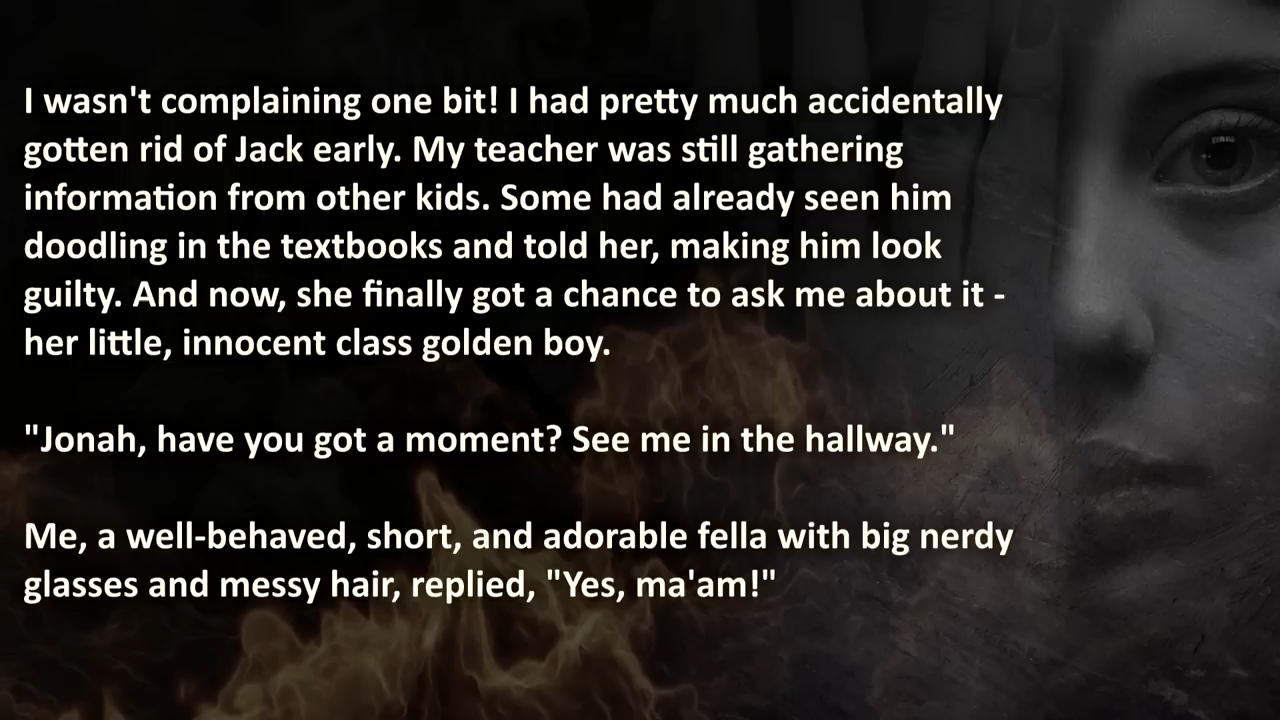 I wasn't complaining one bit! I had pretty much accidentally
gotten rid of Jack early. My teacher was still gathering
information from other kids. Some had already seen him
doodling in the textbooks and told her, making him look
guilty. And now, she finally got a chance to ask me about it -
her little, innocent class golden boy.
"Jonah, have you got a moment? See me in the hallway."
Me, a well-behaved, short, and adorable fella with big nerdy
glasses and messy hair, replied, "Yes, ma'am!"